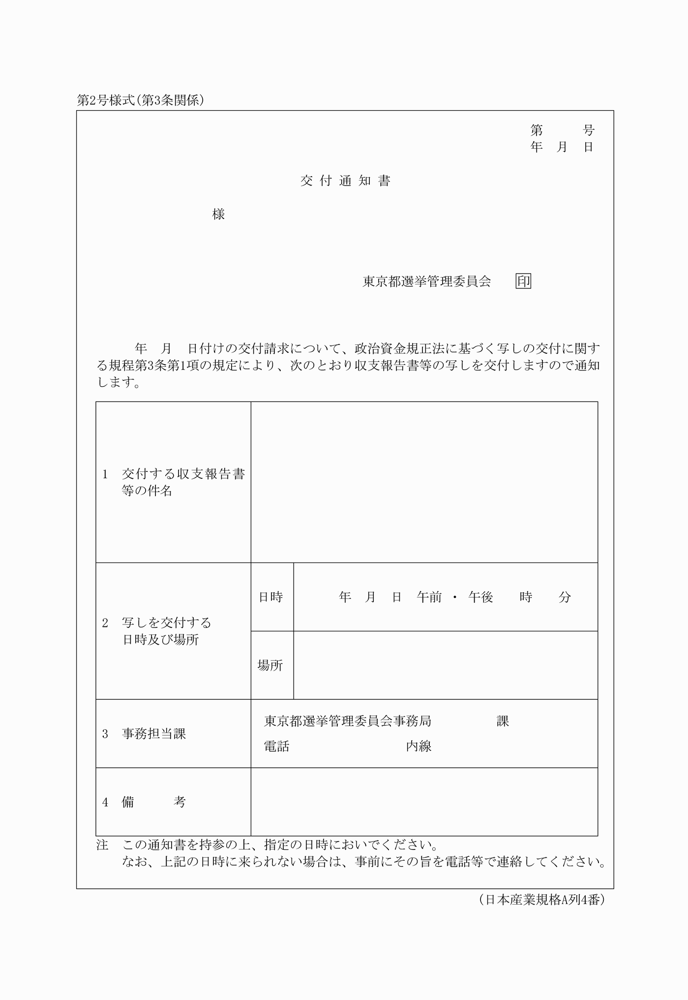 第2号様式(第3条関係)
第　　　号
年　月　日
交付通知書
様
東京都選挙管理委員会　印
年　月　日付けの交付請求について、政治資金規正法に基づく写しの交付に関す
る規程第3条第1項の規定により、次のとおり収支報告書等の写しを交付しますので通知
します。
1　交付する収支報告書
等の件名
2　写しを交付する
日時及び場所
日時
年　月　日　午前 ・ 午後　　時　　分
場所
3　事務担当課
東京都選挙管理委員会事務局　　　　　課
電話　　　　　　　　　内線
4　備　　　考
注　この通知書を持参の上、指定の日時においでください。
なお、上記の日時に来られない場合は、事前にその旨を電話等で連絡してください。
(日本産業規格A列4番)